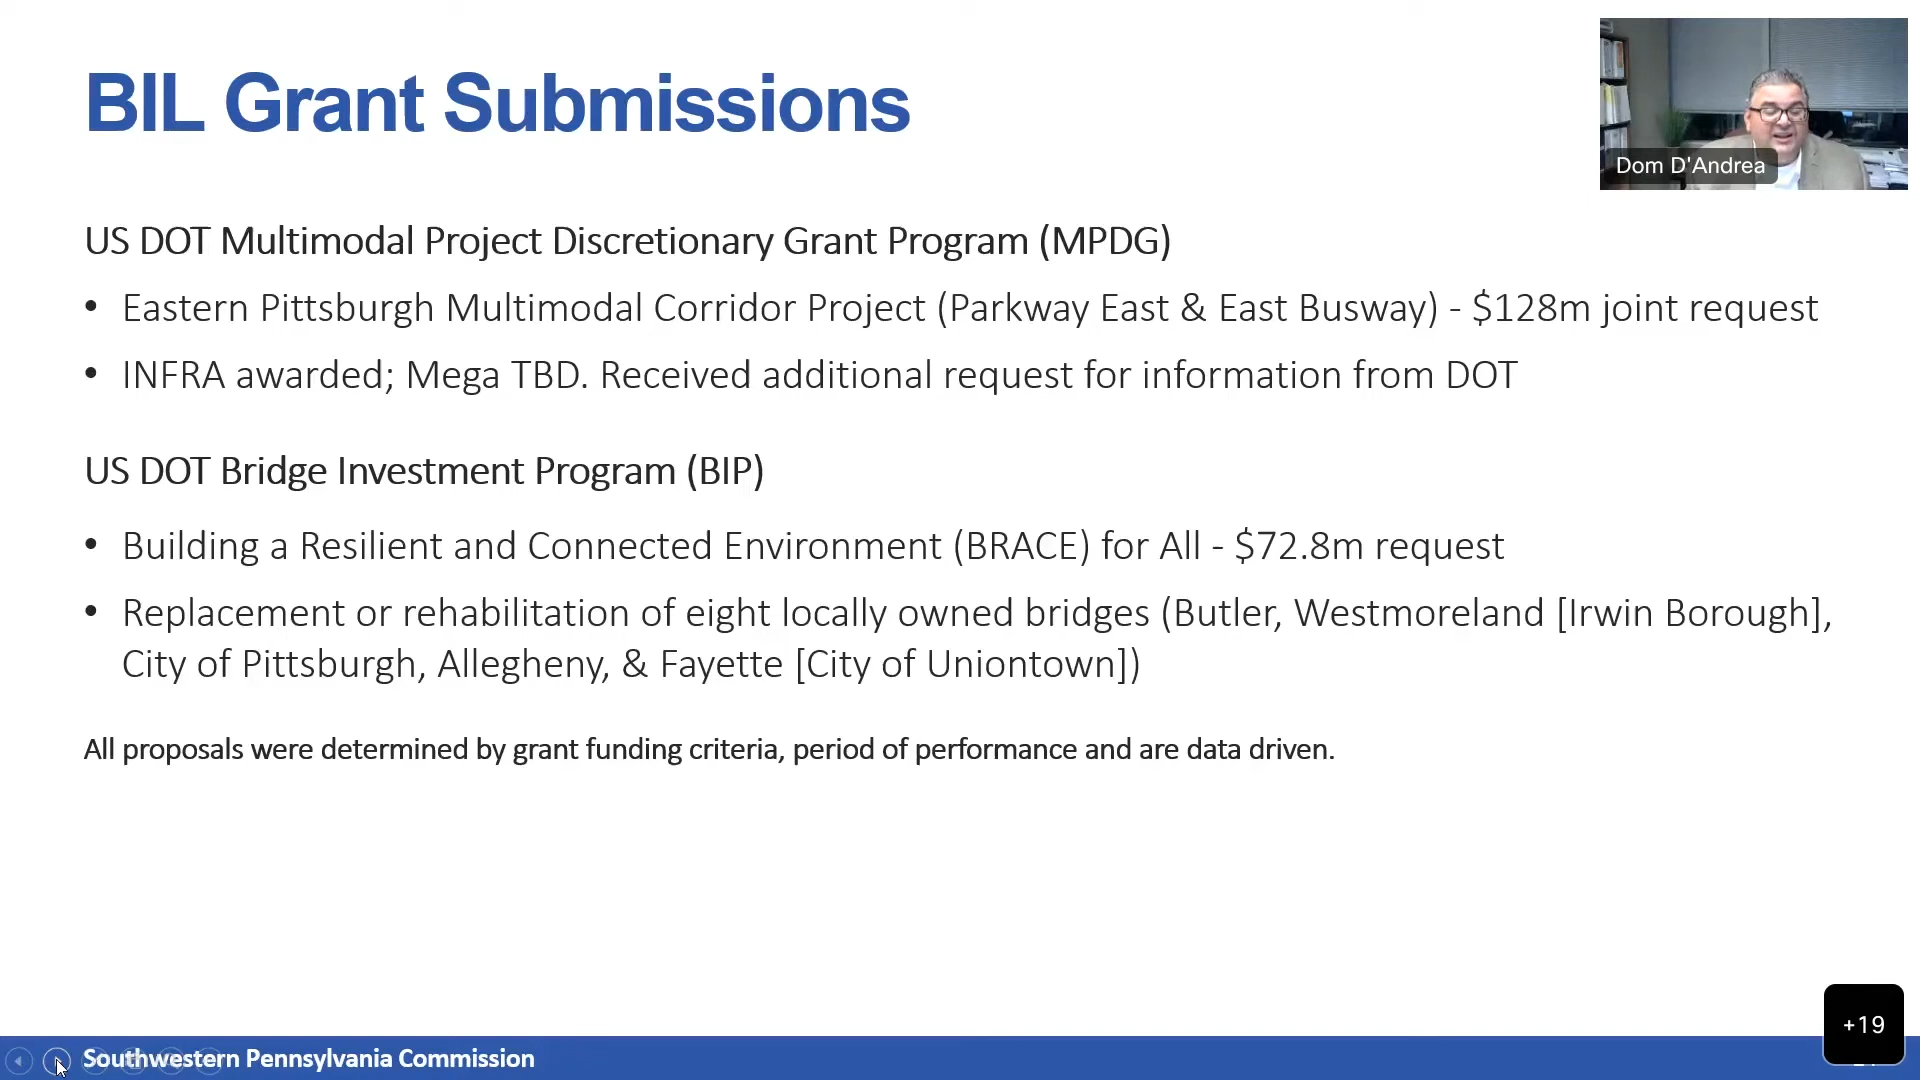 BIL Grant Submissions
Dom D'Andrea
US DOT Multimodal Project Discretionary Grant Program (MPDG)
• Eastern Pittsburgh Multimodal Corridor Project (Parkway East & East Busway) - $128m joint request
• INFRA awarded; Mega TBD. Received additional request for information from DOT
US DOT Bridge Investment Program (BIP)
• Building a Resilient and Connected Environment (BRACE) for All - $72.8m request
• Replacement or rehabilitation of eight locally owned bridges (Butler, Westmoreland [Irwin Borough],
City of Pittsburgh, Allegheny, & Fayette [City of Uniontown])
All proposals were determined by grant funding criteria, period of performance and are data driven.
+19
Southwestern Pennsylvania Commission